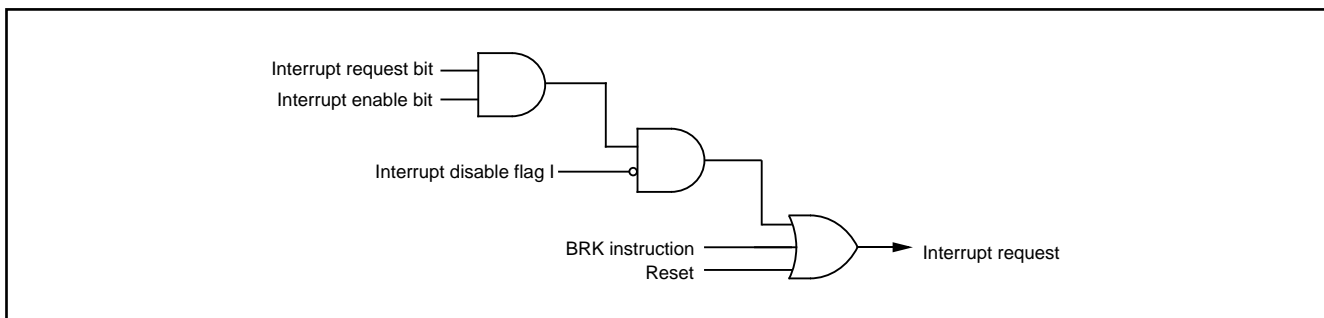 Interrupt request bit
Interrupt enable bit
Interrupt disable flag I
BRK instruction
Reset
Interrupt request